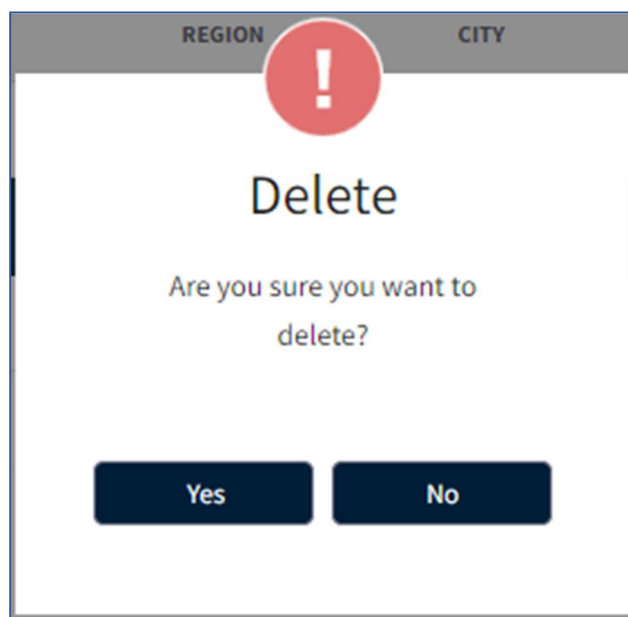 REGION CITY
!
Delete
Are you sure you want to
delete?
Yes No